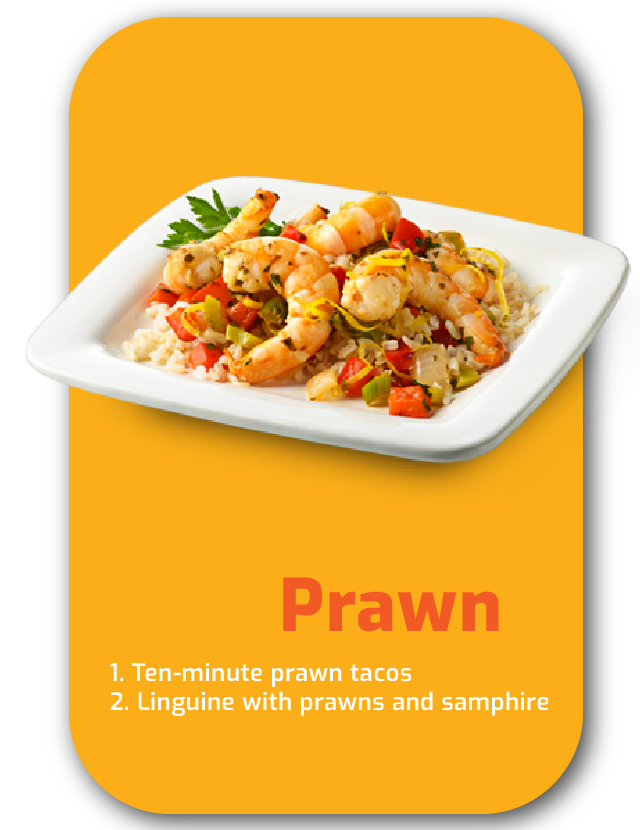 Prawn
1. Ten-minute prawn tacos
2. Linguine with prawns and samphire